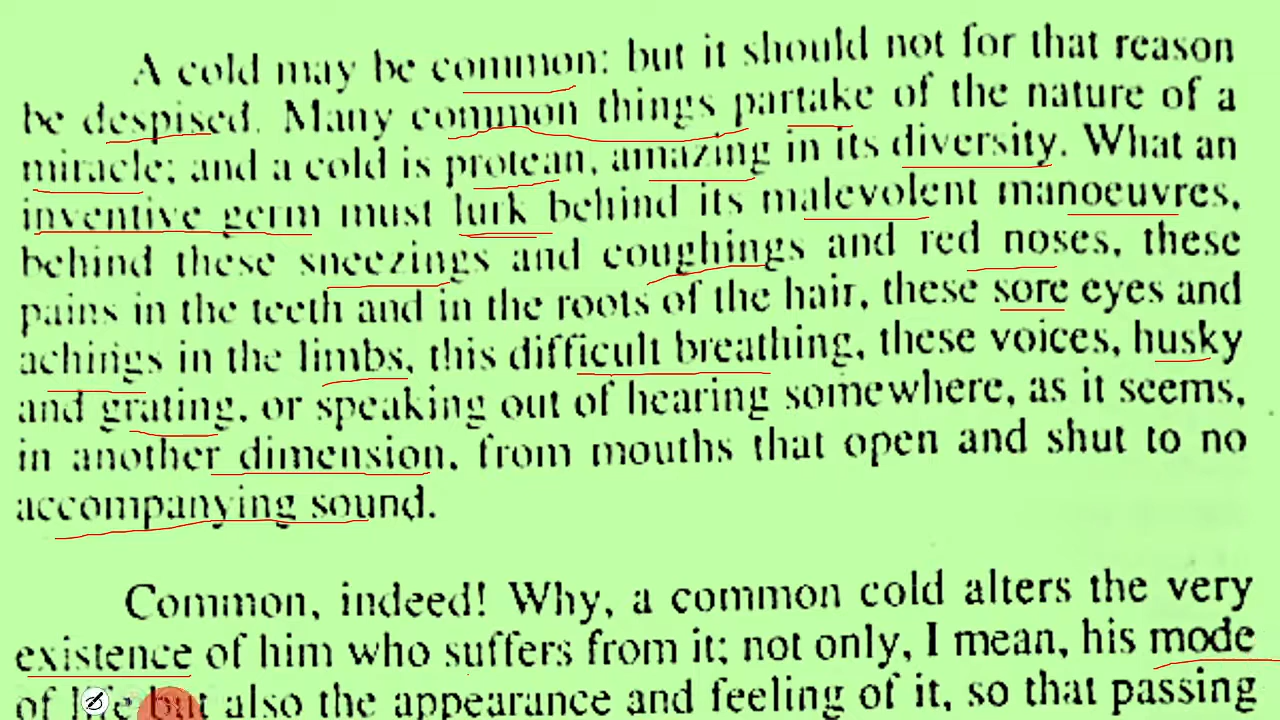 A cold may be common: but it should not for that reason
be despised. Many common things partake of the nature of a
miracle; and a cold is protean, amazing in its diversity. What an
inventive germ must lurk behind its malevolent manoeuvres,
behind these sneezings and coughings and red noses, these
pains in the teeth and in the roots of the hair, these sore eyes and
achings in the limbs, this difficult breathing, these voices, husky
and grating, or speaking out of hearing somewhere, as it seems,
in another dimension, from mouths that open and shut to no
accompanying sound.
Common, indeed! Why, a common cold alters the very
existence of him who suffers from it; not only, I mean, his mode
of life but also the appearance and feeling of it, so that passing